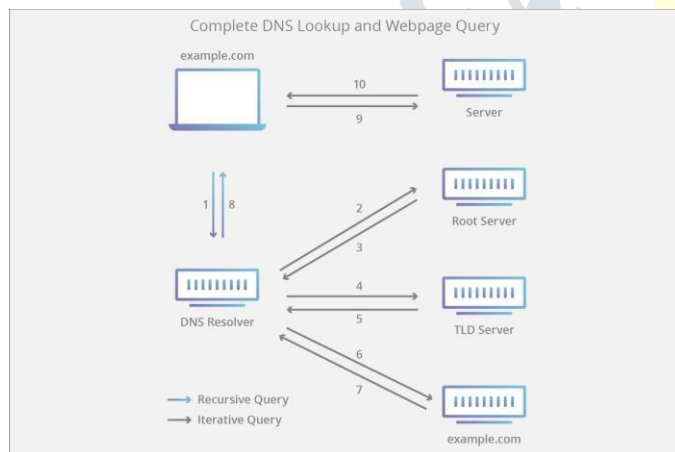 Complete DNS Lookup and Webpage Query
example.com
10
9
Server
1
8
2
3
Root Server
DNS Resolver
4
5
TLD Server
6
7
Recursive Query
Iterative Query
example.com